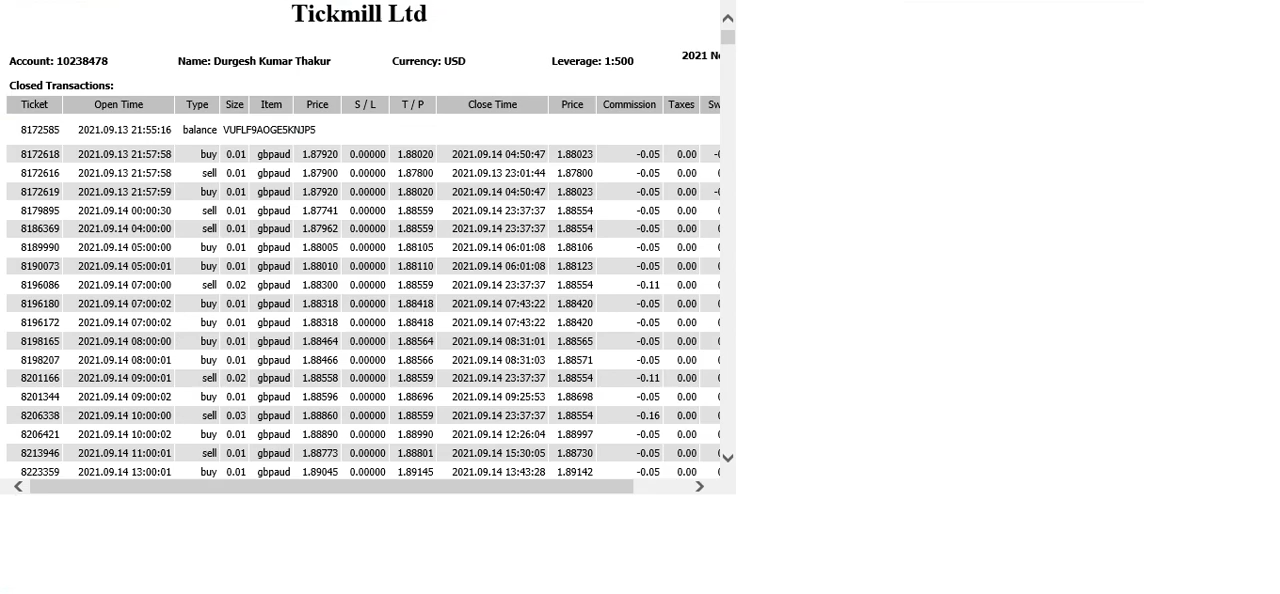 Tickmill Ltd
2021
Account: 10238478 Name: Durgesh Kumar Thakur Currency: USD Leverage: 1:500
Closed Transactions:
Ticket Open Time Type Size Item Price S / L T / P Close Time Price Commission Taxes
8172585 2021.09.13 21:55:16 balance VUFLF9AOGE5KNJP5
8172618 2021.09.13 21:57:58 buy 0.01 gbpaud 1.87920 0.00000 1.88020 2021.09.14 04:50:47 1.88023 -0.05 0.00
8172616 2021.09.13 21:57:58 sell 0.01 gbpaud 1.87900 0.00000 1.87800 2021.09.13 23:01:44 1.87800 -0.05 0.00
8172619 2021.09.13 21:57:59 buy 0.01 gbpaud 1.87920 0.00000 1.88020 2021.09.14 04:50:47 1.88023 -0.05 0.00
8179895 2021.09.14 00:00:30 sell 0.01 gbpaud 1.87741 0.00000 1.88559 2021.09.14 23:37:37 1.88554 -0.05 0.00
8186369 2021.09.14 04:00:00 sell 0.01 gbpaud 1.87962 0.00000 1.88559 2021.09.14 23:37:37 1.88554 -0.05 0.00
8189990 2021.09.14 05:00:00 buy 0.01 gbpaud 1.88005 0.00000 1.88105 2021.09.14 06:01:08 1.88106 -0.05 0.00
8190073 2021.09.14 05:00:01 buy 0.01 gbpaud 1.88010 0.00000 1.88110 2021.09.14 06:01:08 1.88123 -0.05 0.00
8196086 2021.09.14 07:00:00 sell 0.02 gbpaud 1.88300 0.00000 1.88559 2021.09.14 23:37:37 1.88554 -0.11 0.00
8196180 2021.09.14 07:00:02 buy 0.01 gbpaud 1.88318 0.00000 1.88418 2021.09.14 07:43:22 1.88420 -0.05 0.00
8196172 2021.09.14 07:00:02 buy 0.01 gbpaud 1.88318 0.00000 1.88418 2021.09.14 07:43:22 1.88420 -0.05 0.00
8198165 2021.09.14 08:00:00 buy 0.01 gbpaud 1.88464 0.00000 1.88564 2021.09.14 08:31:01 1.88565 -0.05 0.00
8198207 2021.09.14 08:00:01 buy 0.01 gbpaud 1.88466 0.00000 1.88566 2021.09.14 08:31:03 1.88571 -0.05 0.00
8201166 2021.09.14 09:00:01 sell 0.02 gbpaud 1.88558 0.00000 1.88559 2021.09.14 23:37:37 1.88554 -0.11 0.00
8201344 2021.09.14 09:00:02 buy 0.01 gbpaud 1.88596 0.00000 1.88696 2021.09.14 09:25:53 1.88698 -0.05 0.00
8206338 2021.09.14 10:00:00 sell 0.03 gbpaud 1.88860 0.00000 1.88559 2021.09.14 23:37:37 1.88554 -0.16 0.00
8206421 2021.09.14 10:00:02 buy 0.01 gbpaud 1.88890 0.00000 1.88990 2021.09.14 12:26:04 1.88997 -0.05 0.00
8213946 2021.09.14 11:00:01 sell 0.01 gbpaud 1.88773 0.00000 1.88801 2021.09.14 15:30:05 1.88730 -0.05 0.00
8223359 2021.09.14 13:00:01 buy 0.01 gbpaud 1.89045 0.00000 1.89145 2021.09.14 13:43:28 1.89142 -0.05 0.00